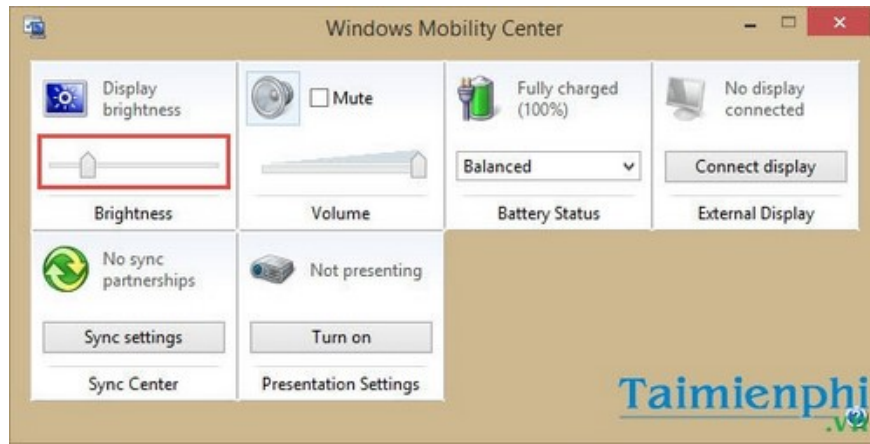 Windows Mobility Center
Display
brightness
Brightness
Mute
Volume
Fully charged
(100%)
Balanced
Battery Status
No display
connected
Connect display
External Display
No sync
partnerships
Sync settings
Sync Center
Not presenting
Turn on
Presentation Settings
Taimienphi
.vn